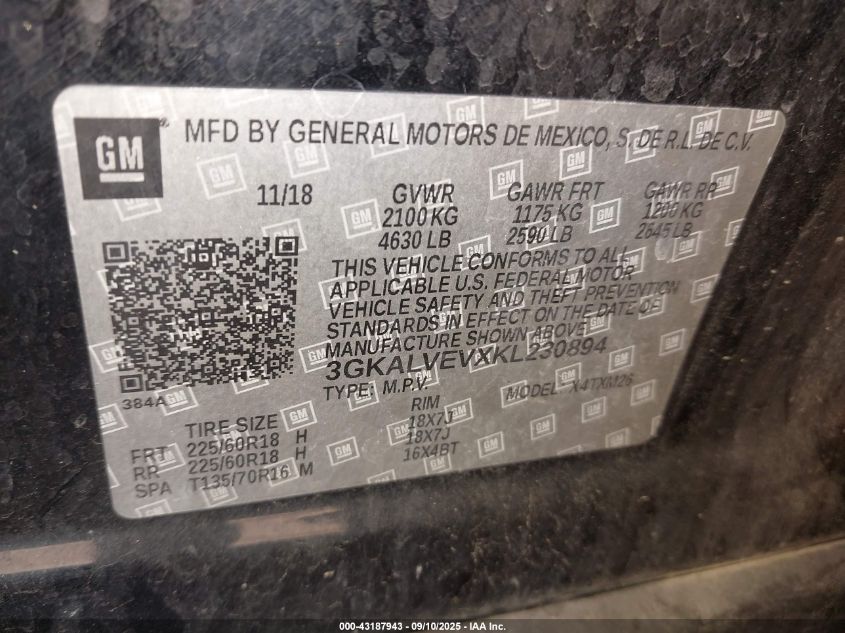 GM
MFD BY GENERAL MOTORS DE MEXICO, S. DE R.L. DE C.V.
11/18 GVWR GAWR FRT GAWR RR
2100 KG 1175 KG 1200 KG
4630 LB 2590 LB 2645 LB
THIS VEHICLE CONFORMS TO ALL
APPLICABLE U.S. FEDERAL MOTOR
VEHICLE SAFETY AND THEFT PREVENTION
STANDARDS IN EFFECT ON THE DATE OF
MANUFACTURE SHOWN ABOVE
3GKALVEVXKL230894
TYPE: M.P.V. MODEL: X4TXM26
384A
TIRE SIZE RIM
FRT 225/60R18 H 18X7J
RR 225/60R18 H 18X7J
SPA T135/70R16 M 16X4BT
000-43187943 - 09/10/2025 - IAA Inc.